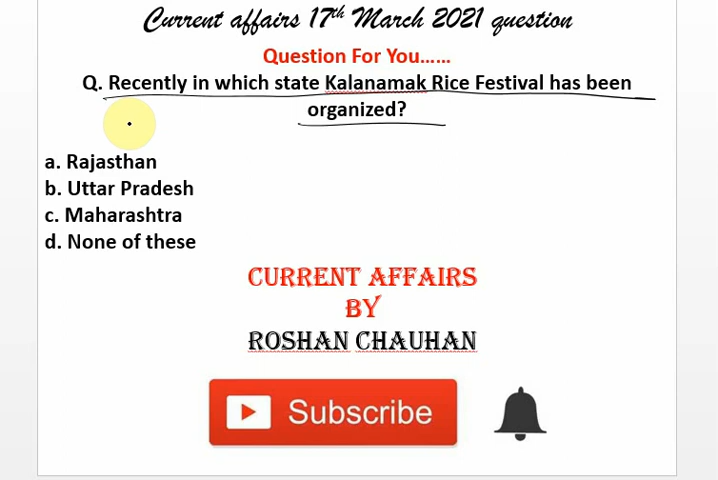 Current affairs 17th March 2021 question
Question For You......
Q. Recently in which state Kalanamak Rice Festival has been
organized?
a. Rajasthan
b. Uttar Pradesh
c. Maharashtra
d. None of these
CURRENT AFFAIRS
BY
ROSHAN CHAUHAN
Subscribe